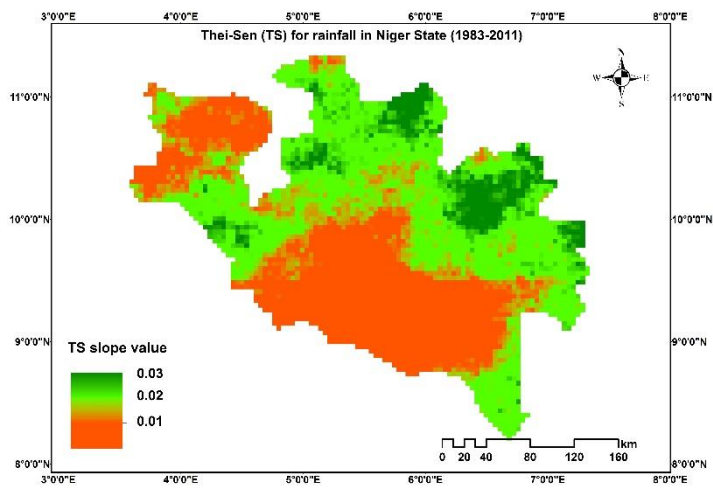 3°0'0"E 4°0'0"E 5°0'0"E 6°0'0"E 7°0'0"E 8°0'0"E
Thei-Sen (TS) for rainfall in Niger State (1983-2011)
N
W E
S
11°0'0"N 11°0'0"N
10°0'0"N 10°0'0"N
9°0'0"N 9°0'0"N
TS slope value
0.03
0.02
0.01
km
0 20 40 80 120 160
8°0'0"N 8°0'0"N
3°0'0"E 4°0'0"E 5°0'0"E 6°0'0"E 7°0'0"E 8°0'0"E